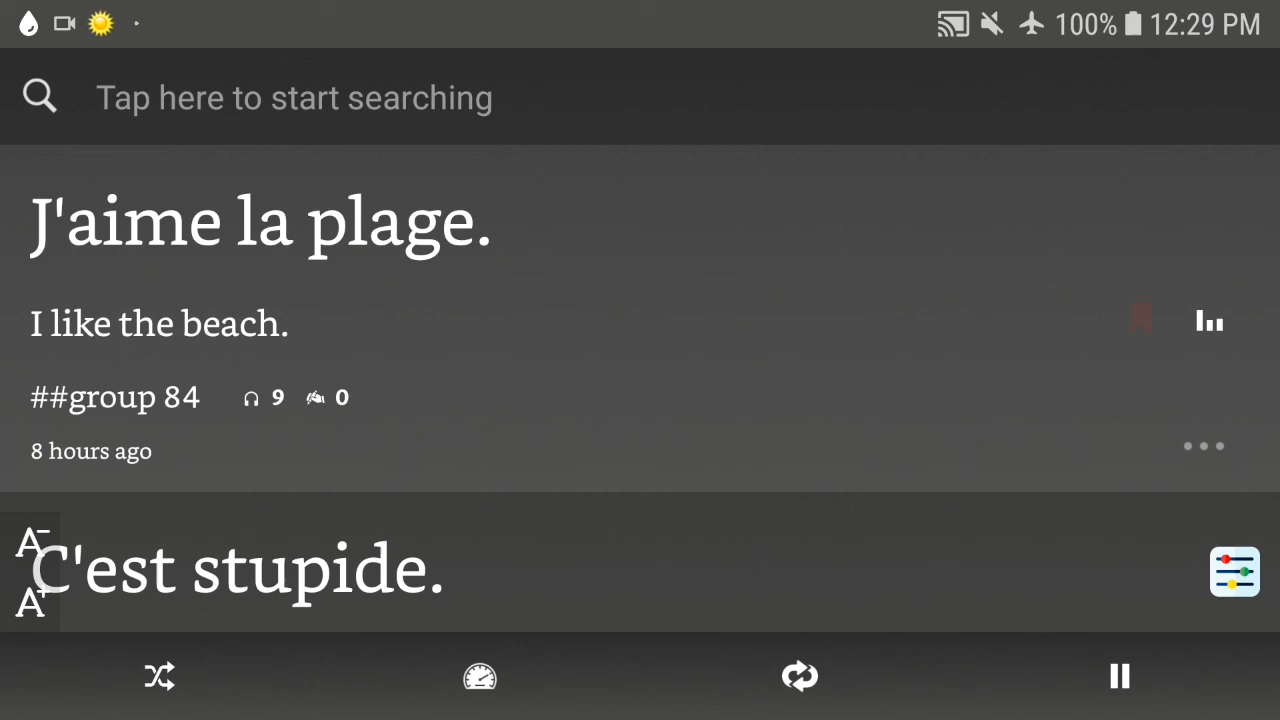 100% 12:29 PM
Tap here to start searching
J'aime la plage.
I like the beach.
##group 84 9 0
8 hours ago
A-
C'est stupide.
A+